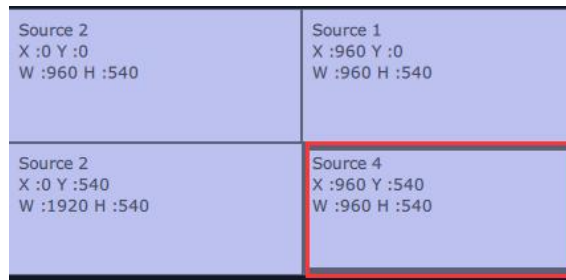 Source 2
X :0 Y :0
W :960 H :540
Source 1
X :960 Y :0
W :960 H :540
Source 2
X :0 Y :540
W :1920 H :540
Source 4
X :960 Y :540
W :960 H :540